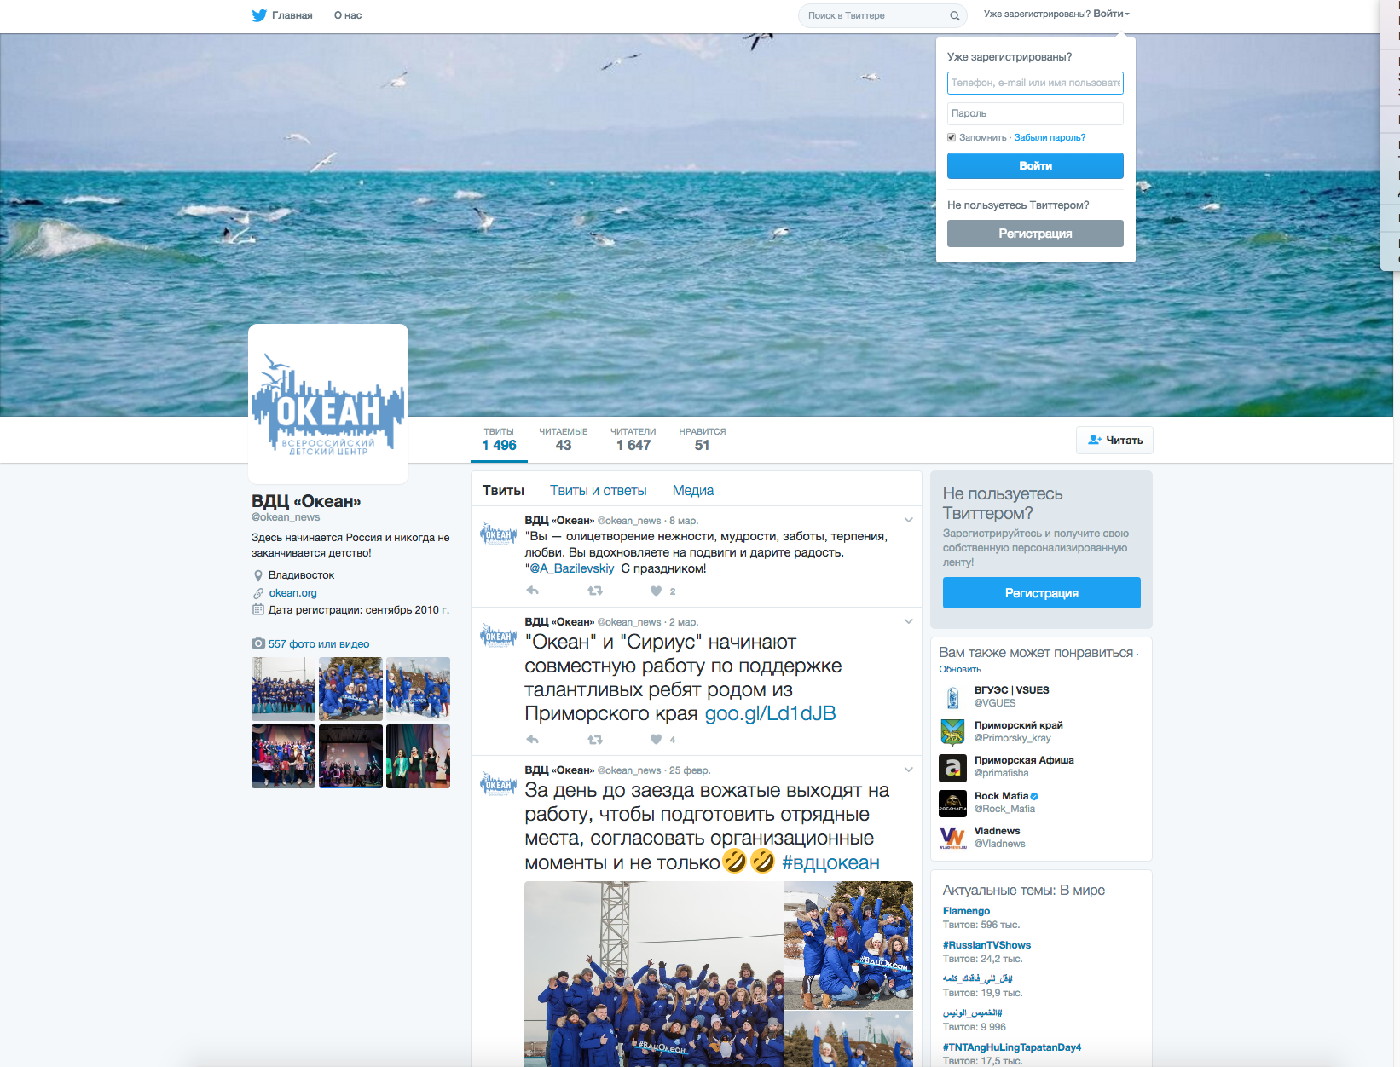 Главная
О нас
Поиск в Твиттере
Уже зарегистрированы? Войти
Уже зарегистрированы?
Телефон, e-mail или имя пользовате
Пароль
Запомнить · Забыли пароль?
Войти
Не пользуетесь Твиттером?
Регистрация
ОКЕАН
ВСЕРОССИЙСКИЙ
ДЕТСКИЙ ЦЕНТР
ТВИТЫ
1 496
ЧИТАЕМЫЕ
43
ЧИТАТЕЛИ
1 647
НРАВИТСЯ
51
Читать
ВДЦ «Океан»
@okean_news
Здесь начинается Россия и никогда не
заканчивается детство!
Владивосток
okean.org
Дата регистрации: сентябрь 2010 г.
557 фото или видео
Твиты
Твиты и ответы
Медиа
ВДЦ «Океан» @okean_news · 8 мар.
"Вы — олицетворение нежности, мудрости, заботы, терпения,
любви. Вы вдохновляете на подвиги и дарите радость.
"@A_Bazilevskiy С праздником!
2
ВДЦ «Океан» @okean_news · 2 мар.
"Океан" и "Сириус" начинают
совместную работу по поддержке
талантливых ребят родом из
Приморского края goo.gl/Ld1dJB
4
ВДЦ «Океан» @okean_news · 25 февр.
За день до заезда вожатые выходят на
работу, чтобы подготовить отрядные
места, согласовать организационные
моменты и не только🤣🤣 #вдцокеан
#ВДЦОкеан
#ВДЦОкеан
Не пользуетесь
Твиттером?
Зарегистрируйтесь и получите свою
собственную персонализированную
ленту!
Регистрация
Вам также может понравиться ·
Обновить
ВГУЭС | VSUES
@VGUES
Приморский край
@Primorsky_kray
Приморская Афиша
@primafisha
Rock Mafia
@Rock_Mafia
Vladnews
@Vladnews
Актуальные темы: В мире
Flamengo
Твитов: 596 тыс.
#RussianTVShows
Твитов: 24,2 тыс.
Твитов: 19,9 тыс.
#الخميس_الونيس
Твитов: 9 996
#TNTAngHuLingTapatanDay4
Твитов: 17,5 тыс.